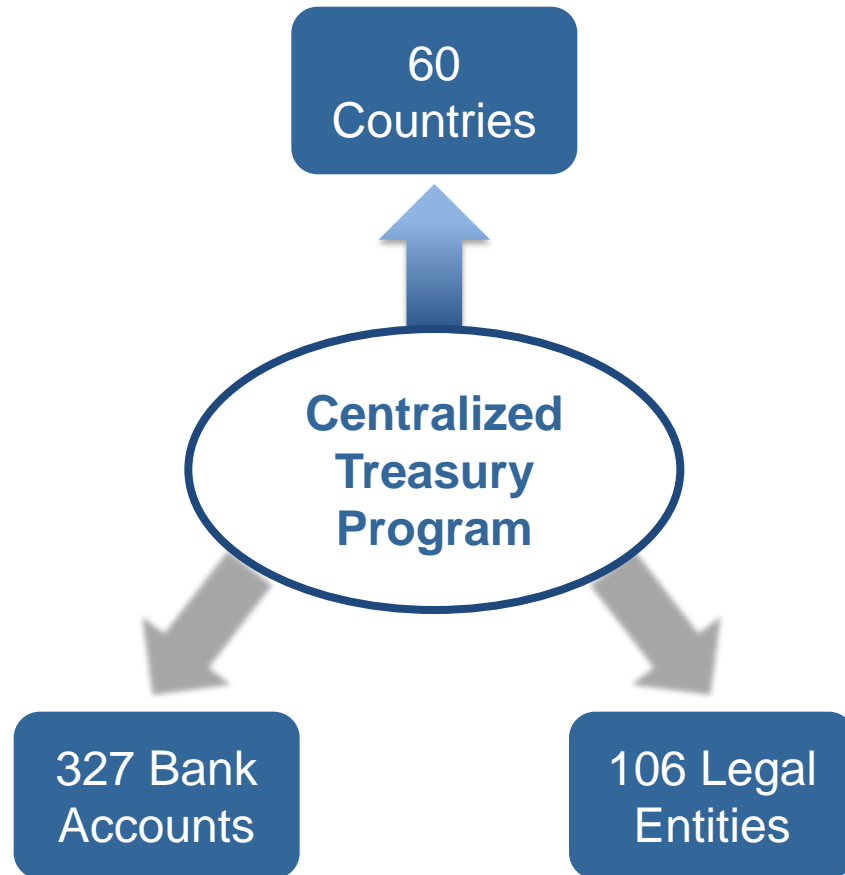 60
Countries
Centralized
Treasury
Program
327 Bank
Accounts
106 Legal
Entities